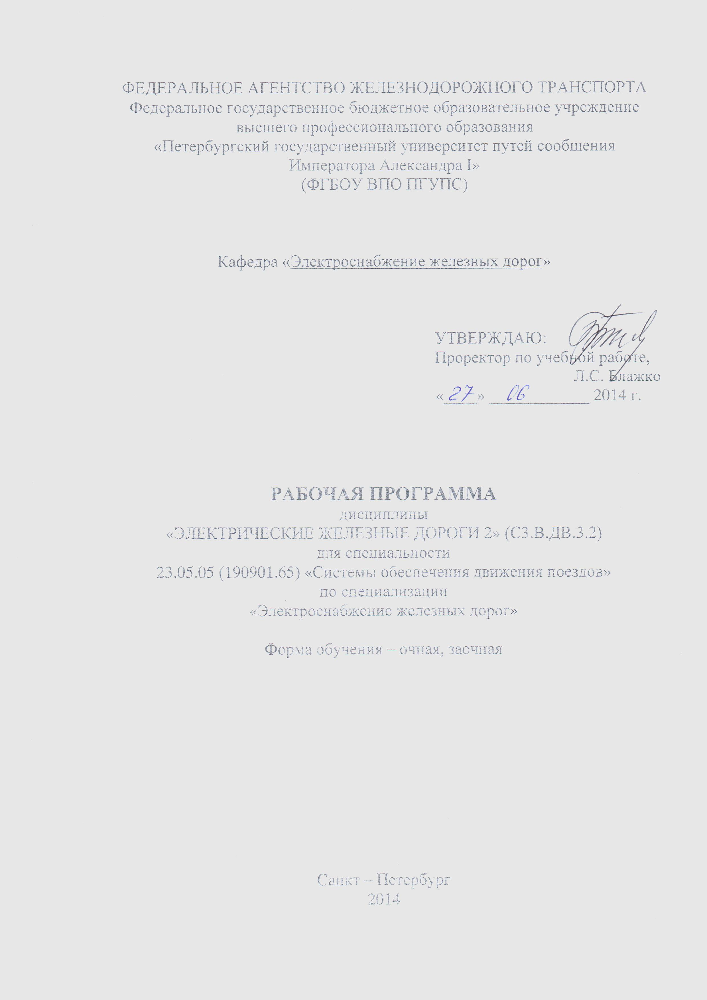 ФЕДЕРАЛЬНОЕ АГЕНТСТВО ЖЕЛЕЗНОДОРОЖНОГО ТРАНСПОРТА
Федеральное государственное бюджетное образовательное учреждение
высшего профессионального образования
«Петербургский государственный университет путей сообщения
Императора Александра I»
(ФГБОУ ВПО ПГУПС)
Кафедра «Электроснабжение железных дорог»
УТВЕРЖДАЮ:
Проректор по учебной работе,
Л.С. Блажко
«27» 06 2014 г.
РАБОЧАЯ ПРОГРАММА
дисциплины
«ЭЛЕКТРИЧЕСКИЕ ЖЕЛЕЗНЫЕ ДОРОГИ 2» (С3.В.ДВ.3.2)
для специальности
23.05.05 (190901.65) «Системы обеспечения движения поездов»
по специализации
«Электроснабжение железных дорог»
Форма обучения – очная, заочная
Санкт – Петербург
2014